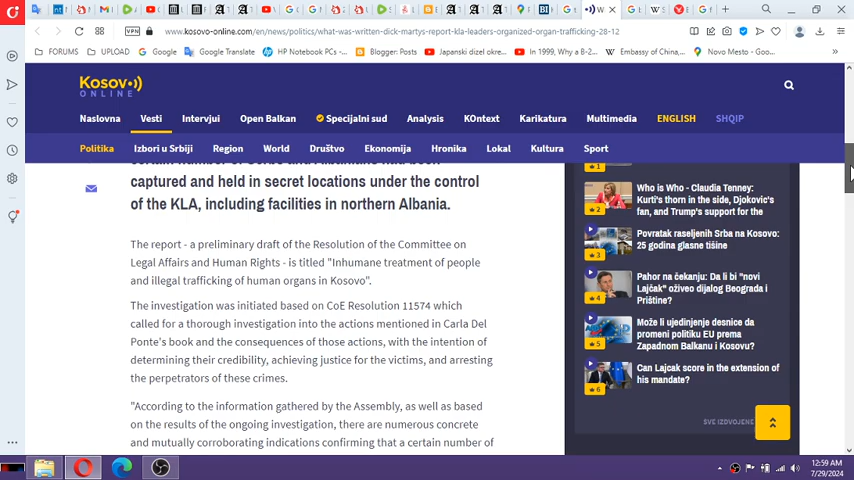 www.kosovo-online.com/en/news/politics/what-was-written-dick-martys-report-kla-leaders-organized-organ-trafficking-28-12
VPN
FORUMS
UPLOAD
Google
Google Translate
HP Notebook PCs -...
Blogger: Posts
Japanski dizel okre...
In 1999, Why a B-2...
Embassy of China,...
Novo Mesto - Goo...
Kosovo
ONLINE
Naslovna
Vesti
Intervjui
Open Balkan
Specijalni sud
Analysis
KOntext
Karikatura
Multimedia
ENGLISH
SHQIP
Politika
Izbori u Srbiji
Region
World
Društvo
Ekonomija
Hronika
Lokal
Kultura
Sport
captured and held in secret locations under the control
of the KLA, including facilities in northern Albania.
The report - a preliminary draft of the Resolution of the Committee on
Legal Affairs and Human Rights - is titled "Inhumane treatment of people
and illegal trafficking of human organs in Kosovo".
The investigation was initiated based on CoE Resolution 11574 which
called for a thorough investigation into the actions mentioned in Carla Del
Ponte's book and the consequences of those actions, with the intention of
determining their credibility, achieving justice for the victims, and arresting
the perpetrators of these crimes.
"According to the information gathered by the Assembly, as well as based
on the results of the ongoing investigation, there are numerous concrete
and mutually corroborating indications confirming that a certain number of
1
Who is Who - Claudia Tenney:
Kurti's thorn in the side, Djokovic's
fan, and Trump's support for the
2
Povratak raseljenih Srba na Kosovo:
25 godina glasne tišine
3
Pahor na čekanju: Da li bi "novi
Lajčak" oživeo dijalog Beograda i
Prištine?
4
Može li ujedinjenje desnice da
promeni politiku EU prema
Zapadnom Balkanu i Kosovu?
5
Can Lajcak score in the extension of
his mandate?
6
SVE IZDVOJENE
12:59 AM
7/29/2024